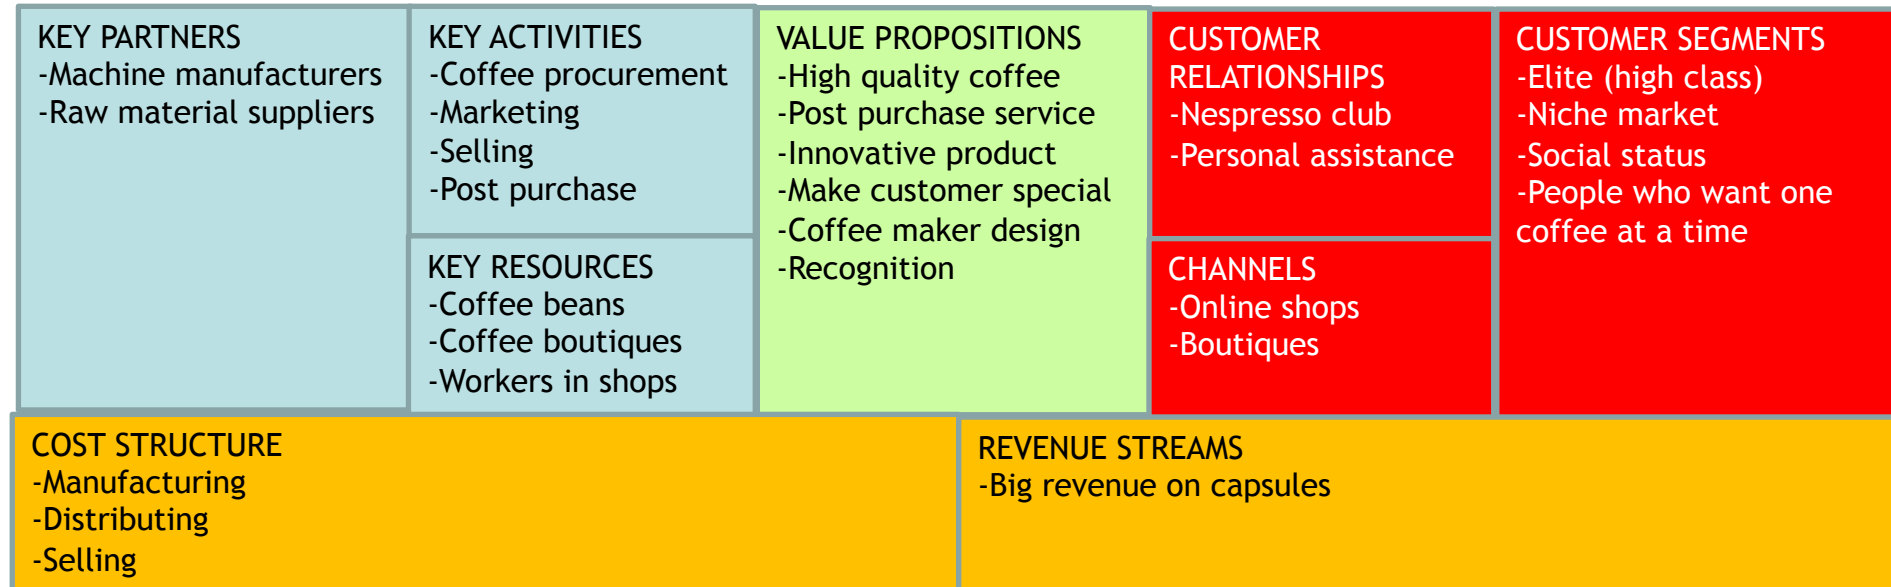 KEY PARTNERS
-Machine manufacturers
-Raw material suppliers
KEY ACTIVITIES
-Coffee procurement
-Marketing
-Selling
-Post purchase
KEY RESOURCES
-Coffee beans
-Coffee boutiques
-Workers in shops
VALUE PROPOSITIONS
-High quality coffee
-Post purchase service
-Innovative product
-Make customer special
-Coffee maker design
-Recognition
CUSTOMER
RELATIONSHIPS
-Nespresso club
-Personal assistance
CHANNELS
-Online shops
-Boutiques
CUSTOMER SEGMENTS
-Elite (high class)
-Niche market
-Social status
-People who want one
coffee at a time
COST STRUCTURE
-Manufacturing
-Distributing
-Selling
REVENUE STREAMS
-Big revenue on capsules